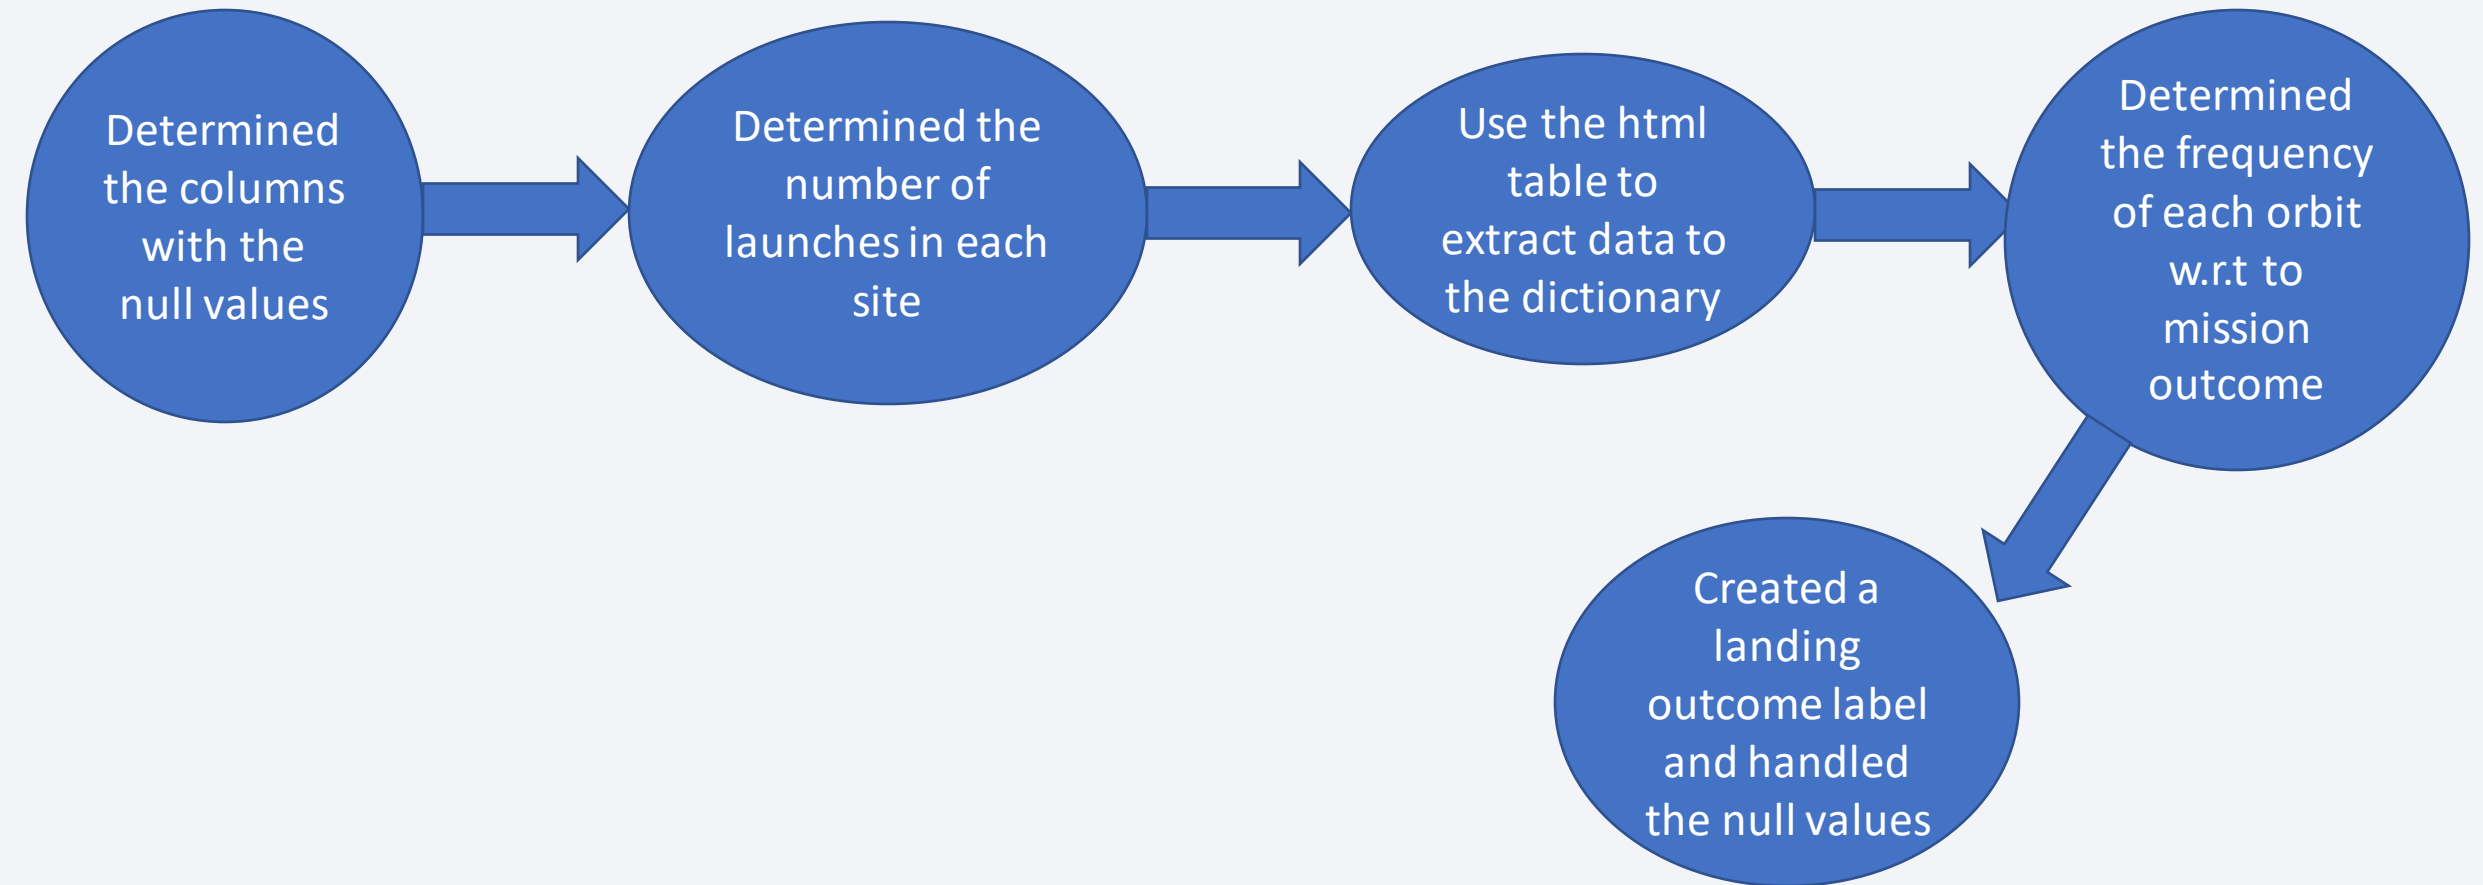 Determined
the columns
with the
null values
Determined the
number of
launches in each
site
Use the html
table to
extract data to
the dictionary
Determined
the frequency
of each orbit
w.r.t to
mission
outcome
Created a
landing
outcome label
and handled
the null values